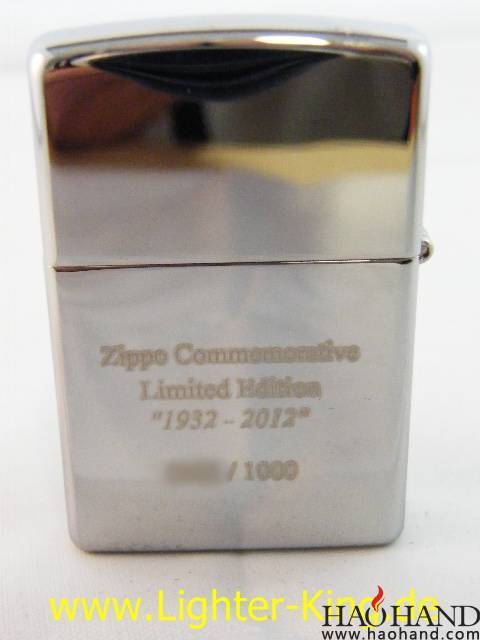 Zippo Commemorative
Limited Edition
"1932 - 2012"
/ 1000
www.Lighter-King.de
HAOHAND
www.haohand.com